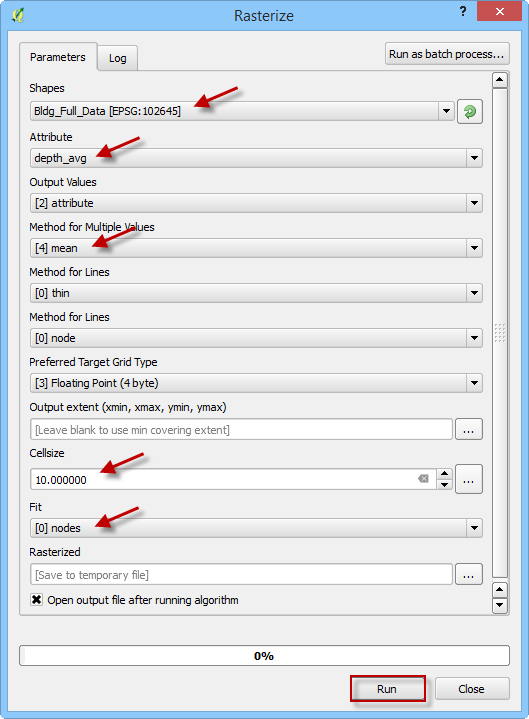 Rasterize
?
Parameters
Log
Run as batch process...
Shapes
Bldg_Full_Data [EPSG:102645]
Attribute
depth_avg
Output Values
[2] attribute
Method for Multiple Values
[4] mean
Method for Lines
[0] thin
Method for Lines
[0] node
Preferred Target Grid Type
[3] Floating Point (4 byte)
Output extent (xmin, xmax, ymin, ymax)
[Leave blank to use min covering extent]
...
Cellsize
10.000000
...
Fit
[0] nodes
Rasterized
[Save to temporary file]
...
Open output file after running algorithm
0%
Run
Close